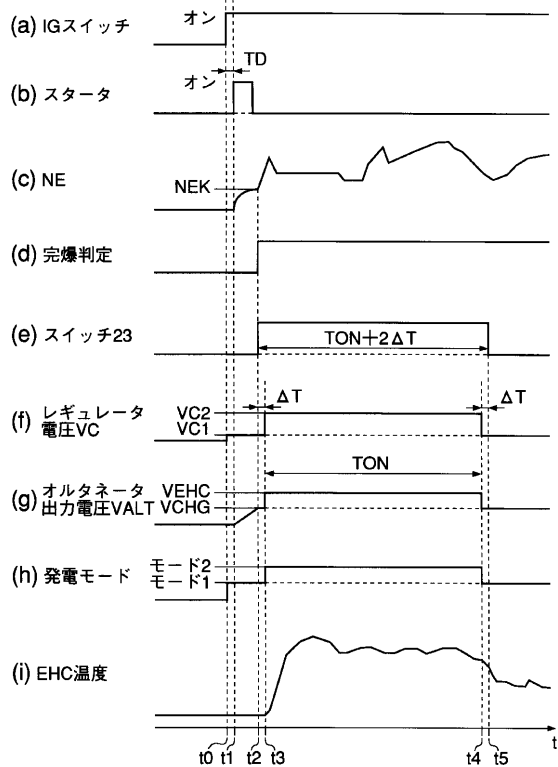 (a) IGスイッチ オン
TD
(b) スタータ オン
(c) NE NEK
(d) 完爆判定
(e) スイッチ23 TON+2ΔT
ΔT ΔT
(f) レギュレータ VC2
電圧VC VC1
TON
(g) オルタネータ VEHC
出力電圧VALT VCHG
(h) 発電モード モード2
モード1
(i) EHC温度
t
t0 t1 t2 t3 t4 t5